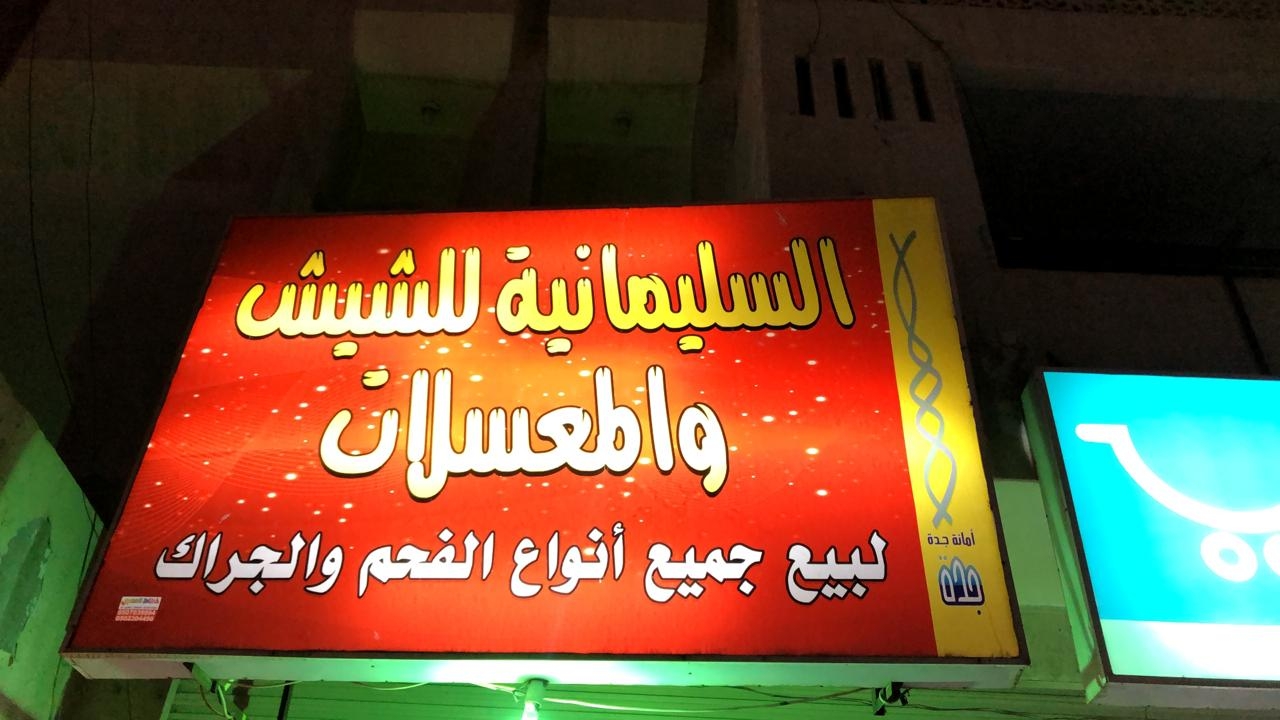 السليمانية للشيش
والمعسلات
لبيع جميع أنواع الفحم والجراك
أمانة جدة
جدة